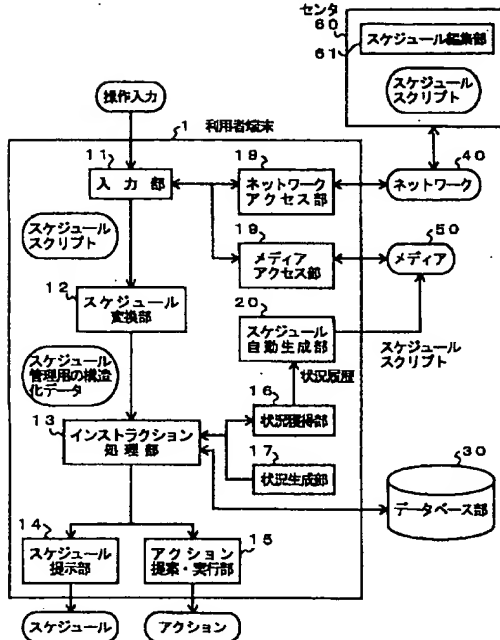 センタ
60
61
スケジュール編集部
スケジュール
スクリプト
操作入力
1
利用者端末
11
入力部
18
ネットワーク
アクセス部
40
ネットワーク
スケジュール
スクリプト
19
メディア
アクセス部
50
メディア
12
スケジュール
変換部
20
スケジュール
自動生成部
スケジュール
スクリプト
スケジュール
管理用の構造
化データ
状況履歴
16
状況獲得部
13
インストラクション
処理部
17
状況生成部
30
データベース部
14
スケジュール
提示部
15
アクション
提案・実行部
スケジュール
アクション